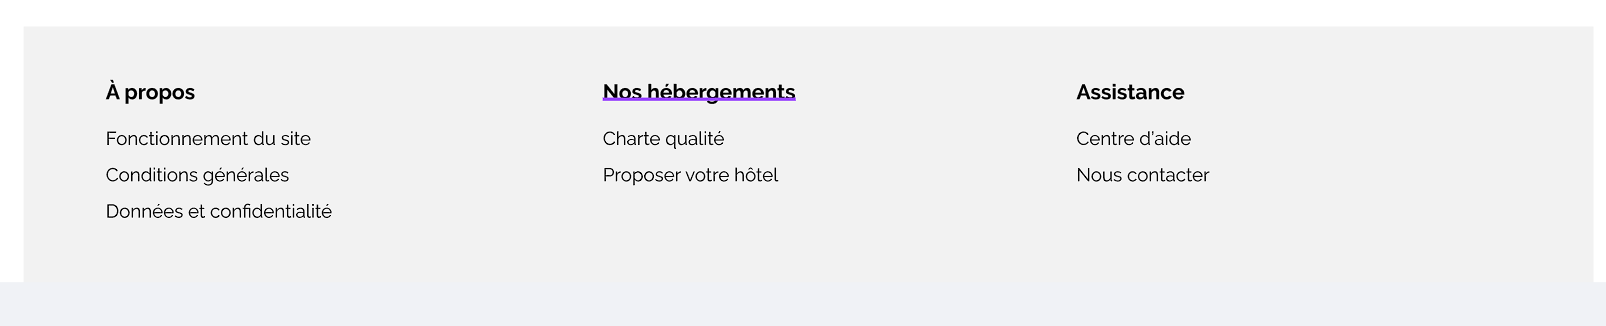 À propos
Fonctionnement du site
Conditions générales
Données et confidentialité
Nos hébergements
Charte qualité
Proposer votre hôtel
Assistance
Centre d'aide
Nous contacter